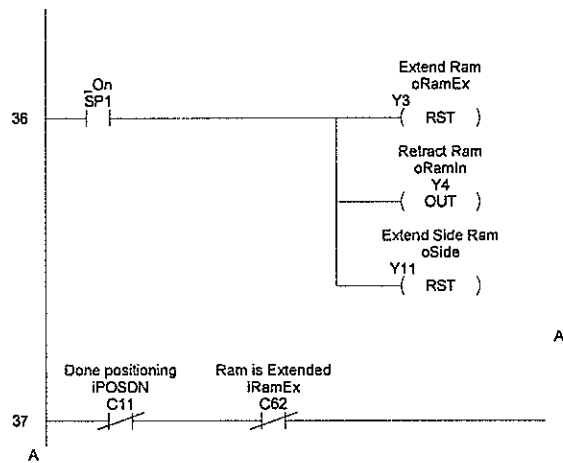 Extend Ram
oRamEx
_On
SP1
Y3
36
( RST )
Retract Ram
oRamIn
Y4
( OUT )
Extend Side Ram
oSide
Y11
( RST )
A
Done positioning
iPOSDN
C11
Ram is Extended
iRamEx
C62
37
A